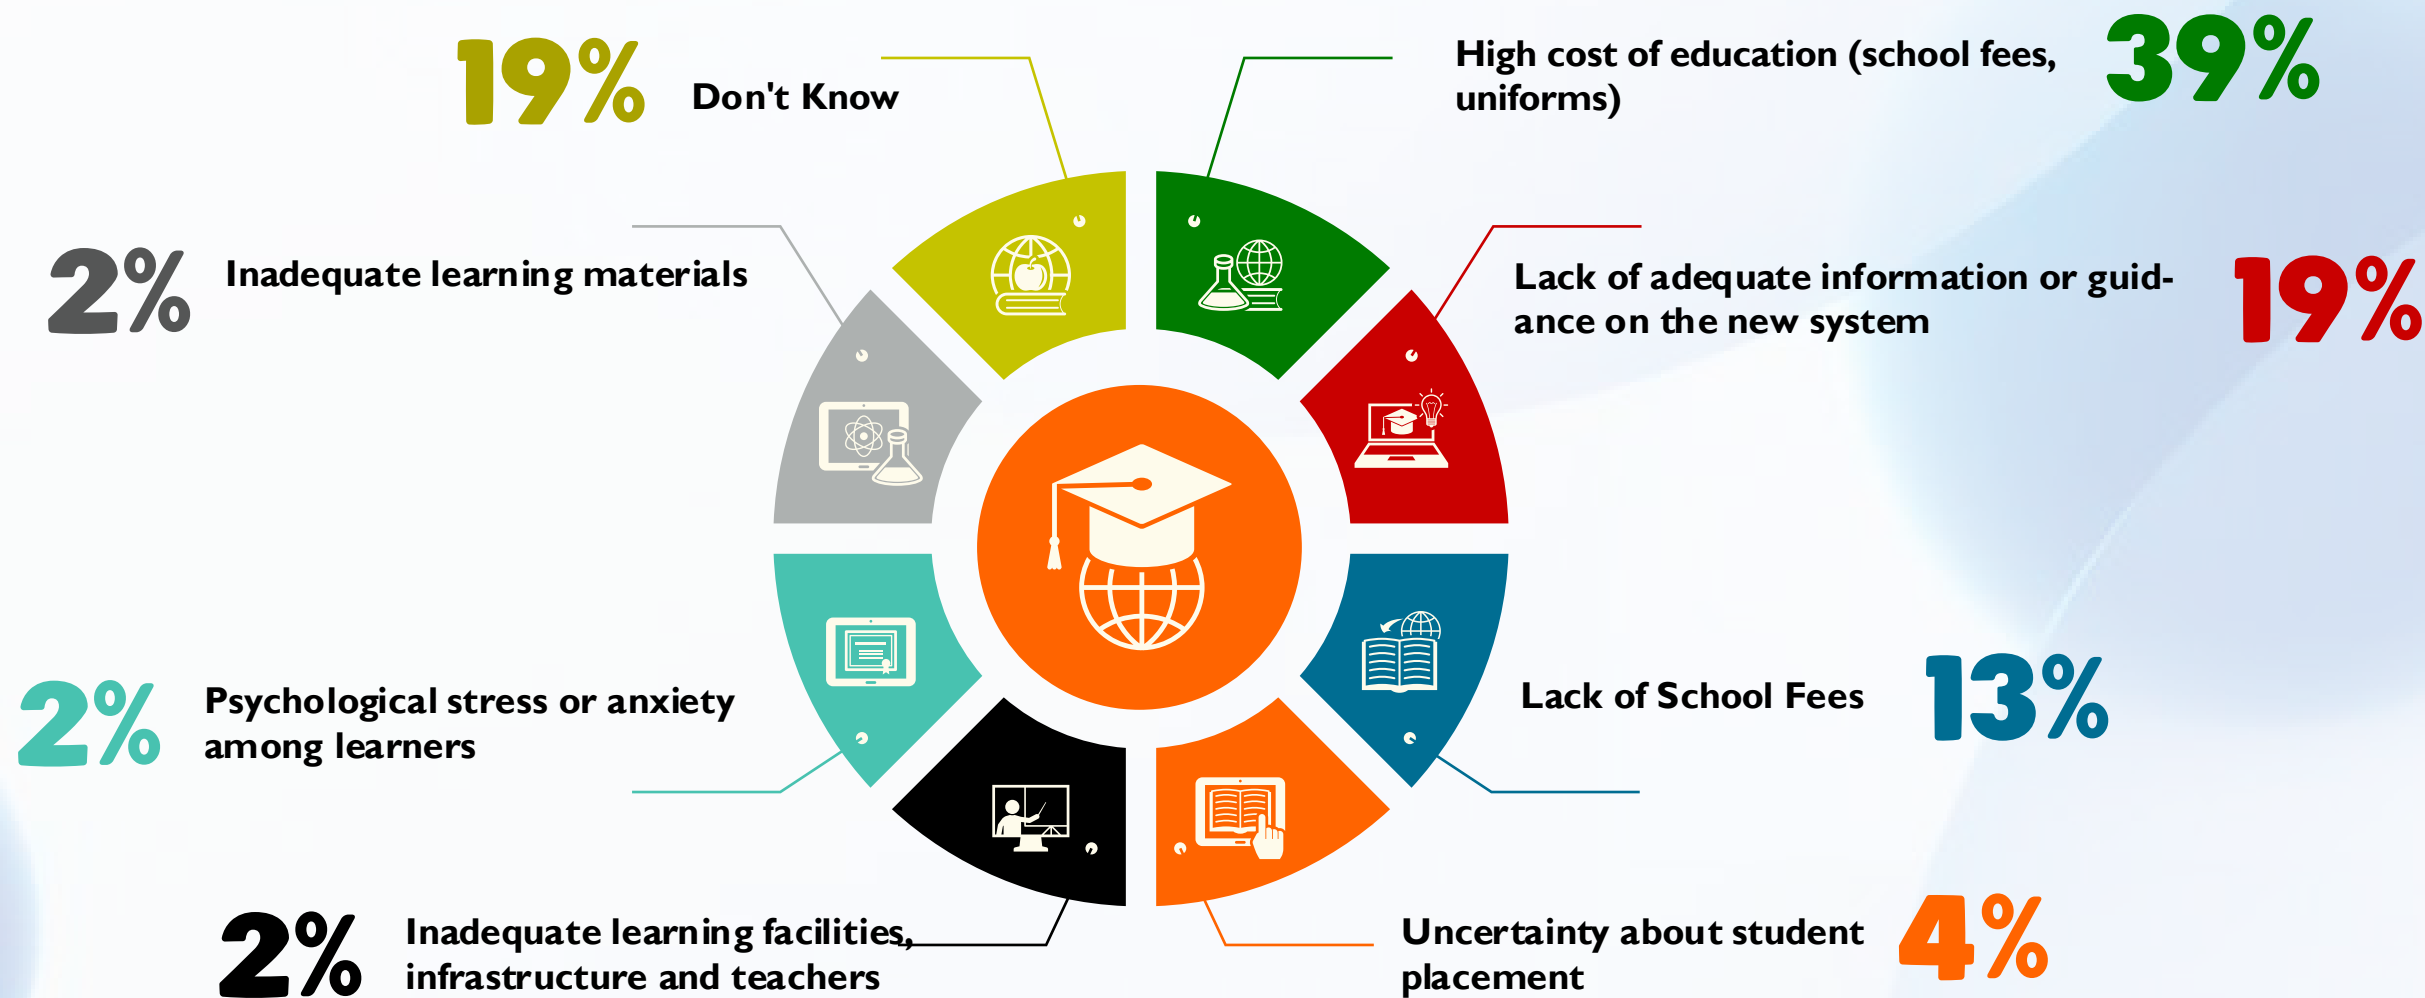 19%
Don't Know
High cost of education (school fees,
uniforms)
39%
2%
Inadequate learning materials
Lack of adequate information or guid-
ance on the new system
19%
2%
Psychological stress or anxiety
among learners
Lack of School Fees
13%
2%
Inadequate learning facilities,
infrastructure and teachers
Uncertainty about student
placement
4%